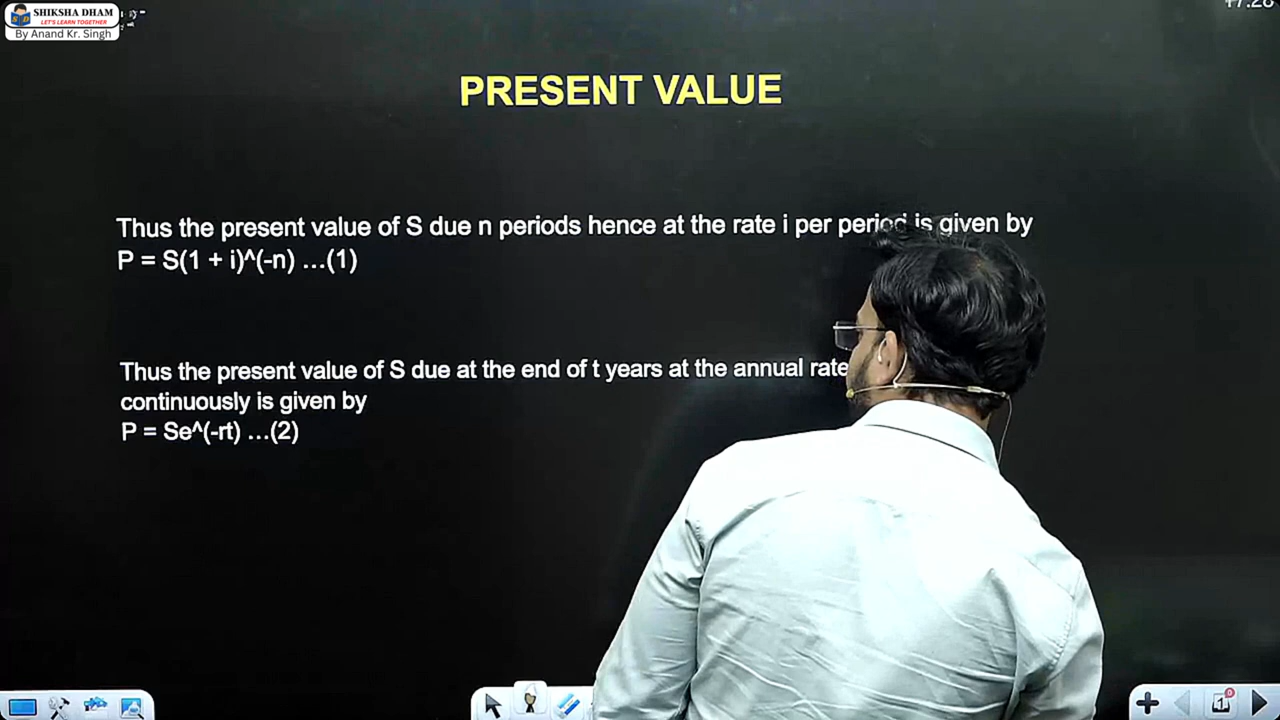 SHIKSHA DHAM
LET'S LEARN TOGETHER
By Anand Kr. Singh
PRESENT VALUE
Thus the present value of S due n periods hence at the rate i per period is given by
P = S(1 + i)^(-n) ...(1)
Thus the present value of S due at the end of t years at the annual rate
continuously is given by
P = Se^(-rt) ...(2)